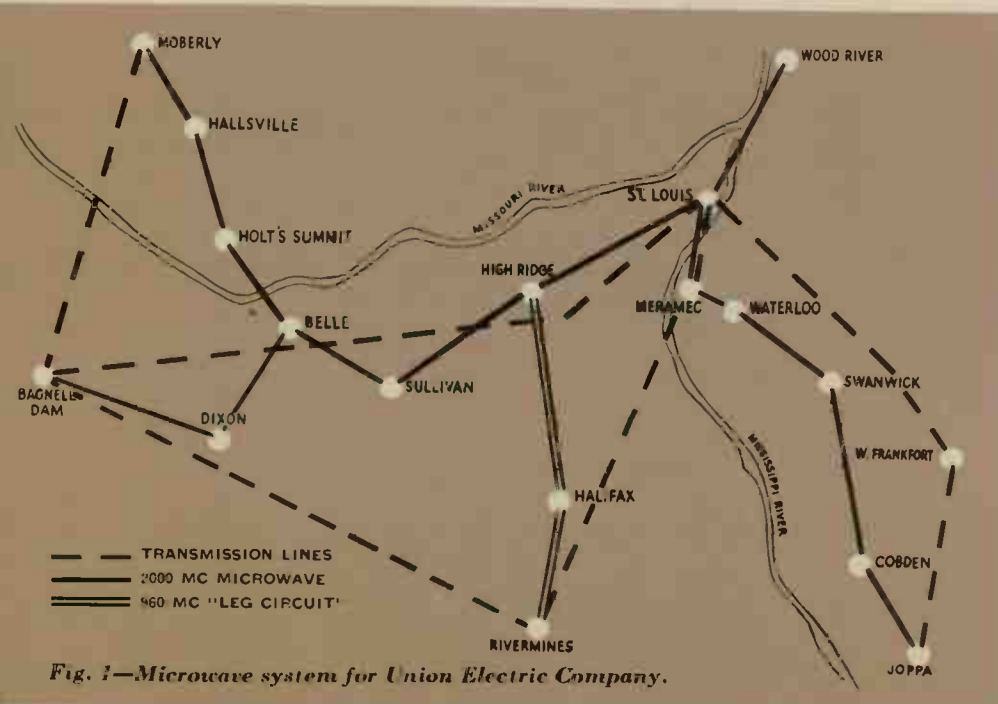 MOBERLY
WOOD RIVER
HALLSVILLE
MISSOURI RIVER
ST. LOUIS
HOLT'S SUMMIT
HIGH RIDGE
MERAMEC
WATERLOO
BELLE
SULLIVAN
SWANWICK
BAGNELL
DAM
DIXON
W. FRANKFORT
MISSISSIPPI RIVER
HALIFAX
TRANSMISSION LINES
2000 MC MICROWAVE
960 MC "LEG CIRCUIT"
COBDEN
RIVERMINES
JOPPA
Fig. 1—Microwave system for Union Electric Company.